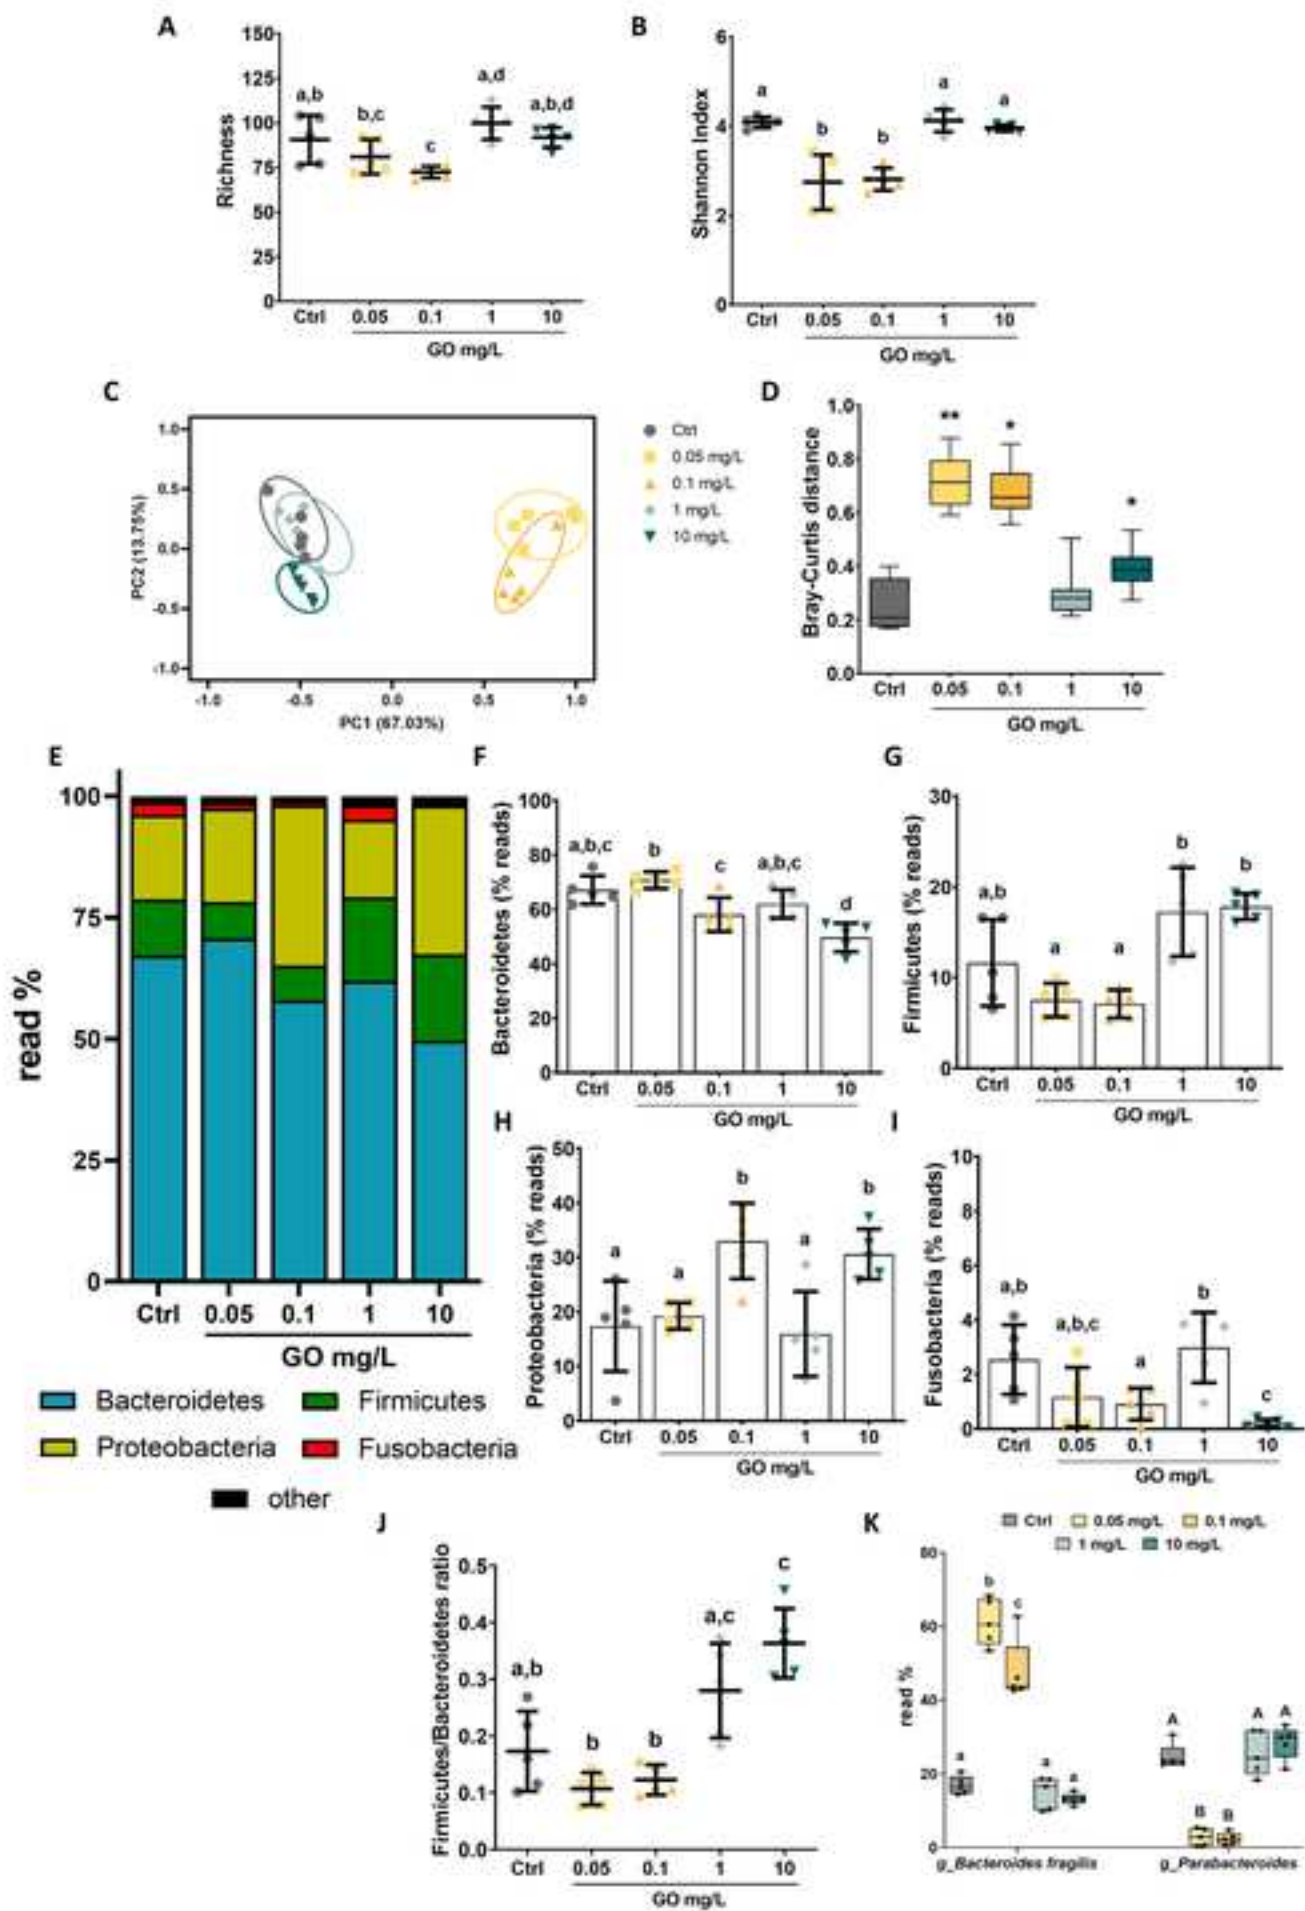 A
Richness
150
125
100
75
50
25
0
a,b
b,c
c
a,d
a,b,d
Ctrl 0.05 0.1 1 10
GO mg/L
B
Shannon Index
6
4
2
0
a
b
b
a
a
Ctrl 0.05 0.1 1 10
GO mg/L
C
PC2 (13.75%)
1.0
0.5
0.0
-0.5
-1.0
-1.0 -0.5 0.0 0.5 1.0
PC1 (67.03%)
Ctrl
0.05 mg/L
0.1 mg/L
1 mg/L
10 mg/L
D
Bray-Curtis distance
1.0
0.8
0.6
0.4
0.2
0.0
**
*
*
Ctrl 0.05 0.1 1 10
GO mg/L
E
read %
100
75
50
25
0
Ctrl 0.05 0.1 1 10
GO mg/L
Bacteroidetes Firmicutes
Proteobacteria Fusobacteria
other
F
Bacteroidetes (% reads)
100
80
60
40
20
0
a,b,c
b
c
a,b,c
d
Ctrl 0.05 0.1 1 10
GO mg/L
G
Firmicutes (% reads)
30
20
10
0
a,b
a
a
b
b
Ctrl 0.05 0.1 1 10
GO mg/L
H
Proteobacteria (% reads)
50
40
30
20
10
0
a
a
b
a
b
Ctrl 0.05 0.1 1 10
GO mg/L
I
Fusobacteria (% reads)
10
8
6
4
2
0
a,b
a,b,c
a
b
c
Ctrl 0.05 0.1 1 10
GO mg/L
J
Firmicutes/Bacteroidetes ratio
0.5
0.4
0.3
0.2
0.1
0.0
a,b
b
b
a,c
c
Ctrl 0.05 0.1 1 10
GO mg/L
K
Ctrl 0.05 mg/L 0.1 mg/L
1 mg/L 10 mg/L
read %
80
60
40
20
0
a
b
c
a
a
A
B
B
A
A
g_Bacteroides fragilis g_Parabacteroides